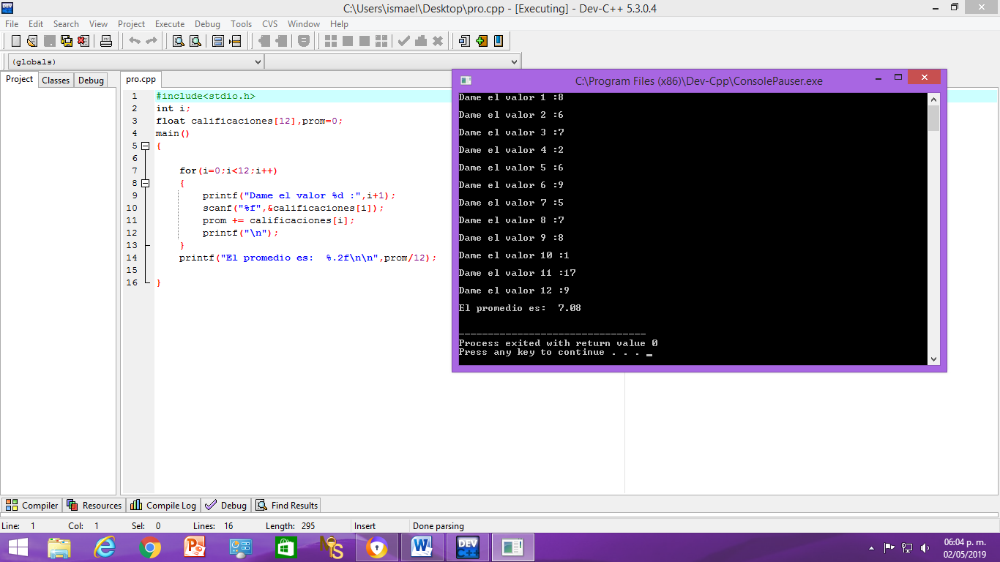 C:\Users\ismael\Desktop\pro.cpp - [Executing] - Dev-C++ 5.3.0.4
File Edit Search View Project Execute Debug Tools CVS Window Help
(globals)
Project Classes Debug
pro.cpp
1 #include<stdio.h>
2 int i;
3 float calificaciones[12],prom=0;
4 main()
5 {
6
7 for(i=0;i<12;i++)
8 {
9 printf("Dame el valor %d :",i+1);
10 scanf("%f",&calificaciones[i]);
11 prom += calificaciones[i];
12 printf("\n");
13 }
14 printf("El promedio es:  %.2f\n\n",prom/12);
15
16 }
C:\Program Files (x86)\Dev-Cpp\ConsolePauser.exe
Dame el valor 1 :8
Dame el valor 2 :6
Dame el valor 3 :7
Dame el valor 4 :2
Dame el valor 5 :6
Dame el valor 6 :9
Dame el valor 7 :5
Dame el valor 8 :7
Dame el valor 9 :8
Dame el valor 10 :1
Dame el valor 11 :17
Dame el valor 12 :9
El promedio es:  7.08
--------------------------------
Process exited with return value 0
Press any key to continue . . . _
Compiler Resources Compile Log Debug Find Results
Line: 1 Col: 1 Sel: 0 Lines: 16 Length: 295 Insert Done parsing
DEV C++
06:04 p. m.
02/05/2019